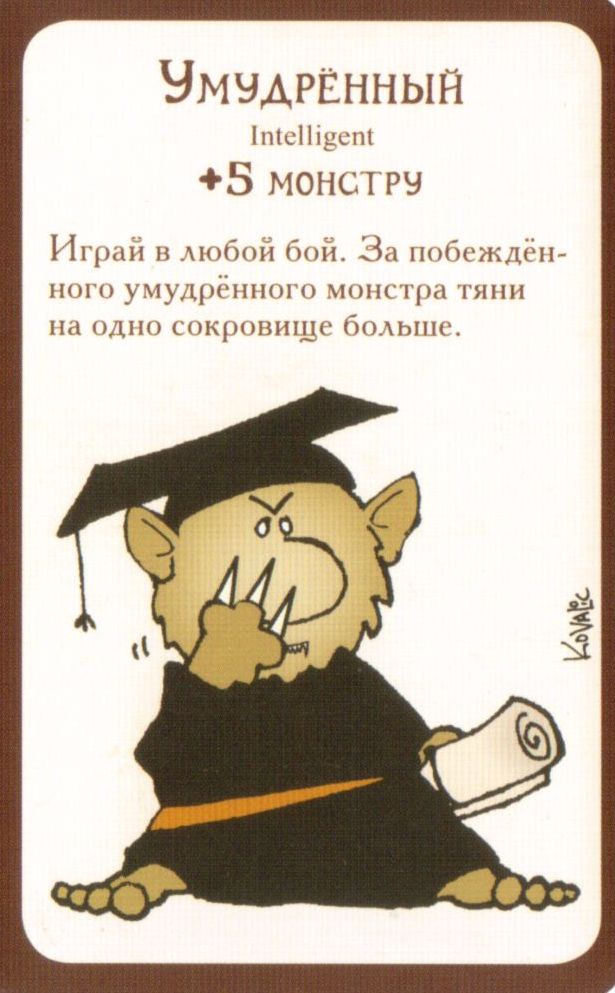 Умудрённый
Intelligent
+5 монстру
Играй в любой бой. За побеждён-
ного умудрённого монстра тяни
на одно сокровище больше.
Kovalic